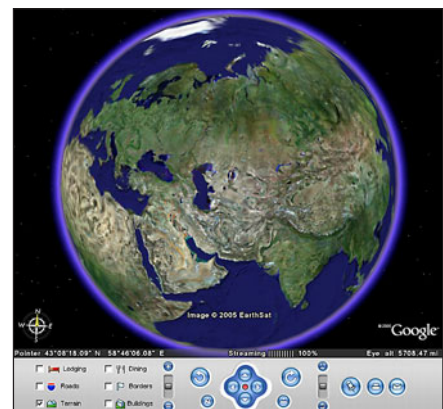 N
W E
S
Image © 2005 EarthSat
©2005 Google
Pointer 43°08'18.09" N 58°46'06.08" E Streaming |||||||||| 100% Eye alt 5708.47 mi
Lodging Dining
Roads Borders
Terrain Buildings